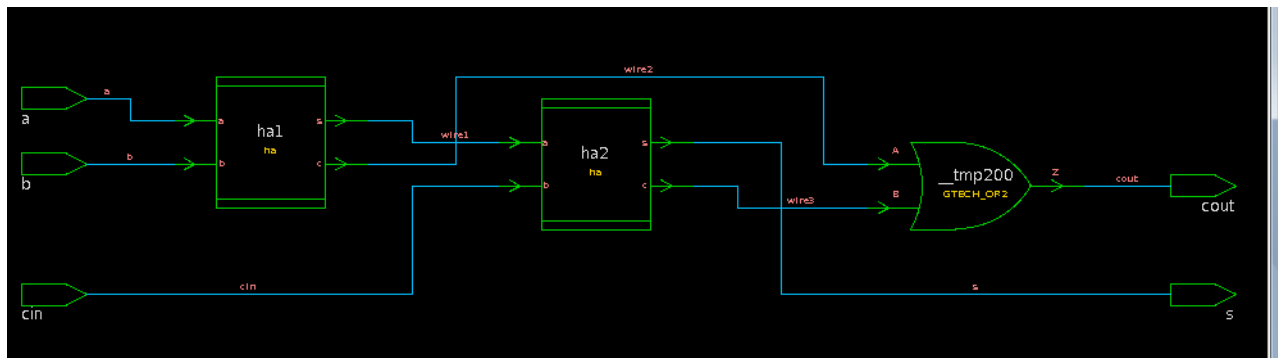 wire2
a
a
b
b
a
b
ha1
ha
s
c
wire1
a
b
ha2
ha
s
c
wire3
A
B
__tmp200
GTECH_OR2
Z
cout
cout
cin
cin
s
s